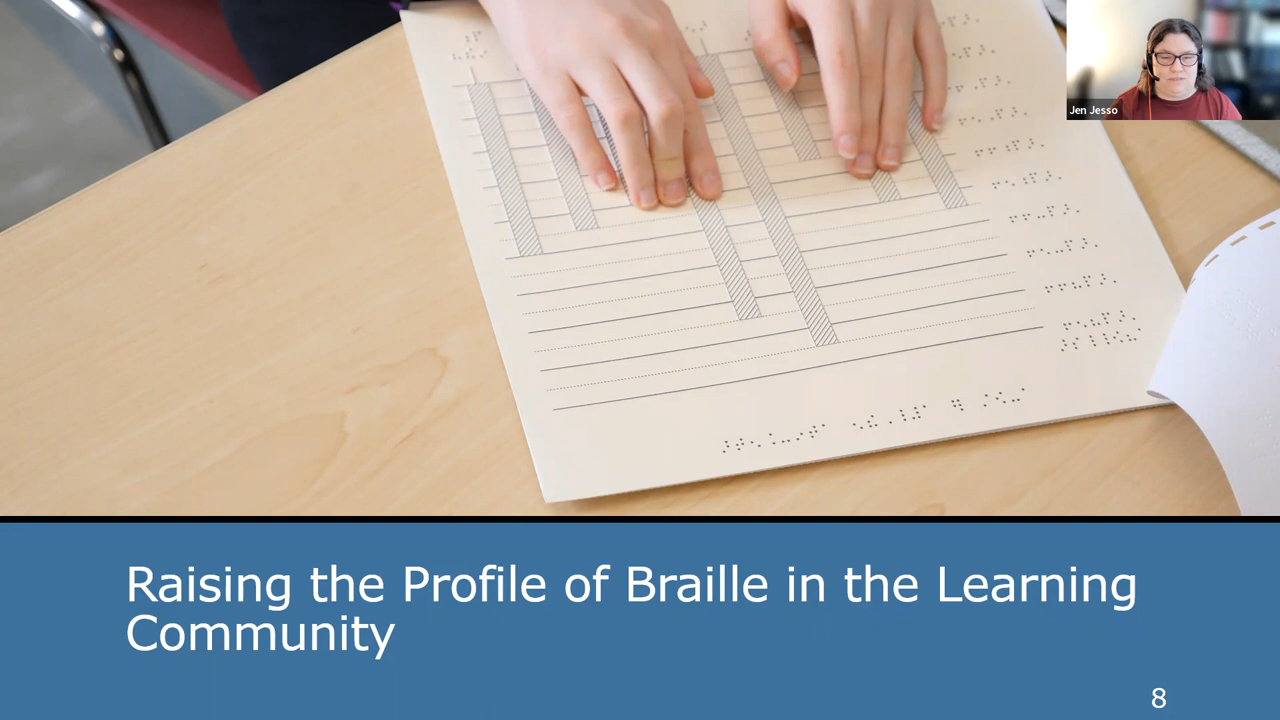 Jen Jesso
Raising the Profile of Braille in the Learning
Community
8